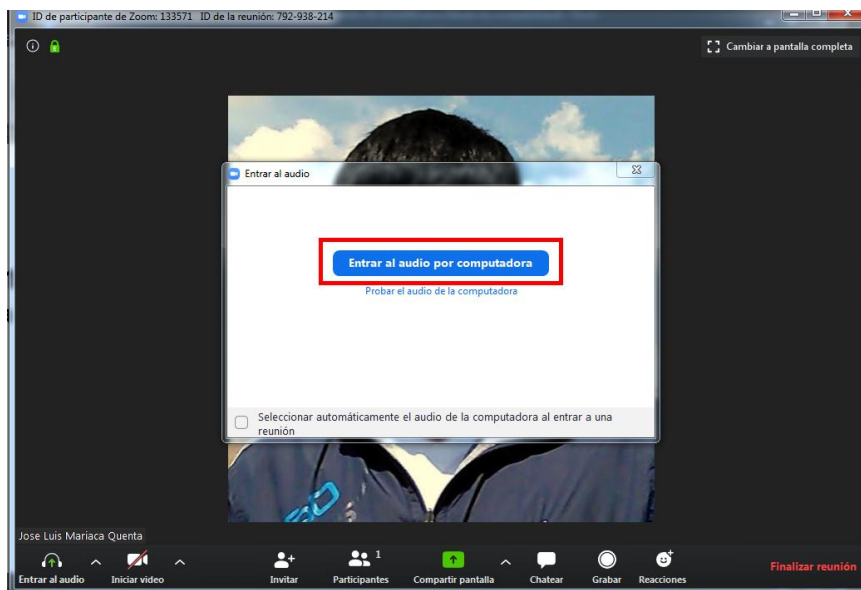 ID de participante de Zoom: 133571 ID de la reunión: 792-938-214
Cambiar a pantalla completa
Entrar al audio
Entrar al audio por computadora
Probar el audio de la computadora
Seleccionar automáticamente el audio de la computadora al entrar a una
reunión
Jose Luis Mariaca Quenta
1
Entrar al audio Iniciar video Invitar Participantes Compartir pantalla Chatear Grabar Reacciones Finalizar reunión